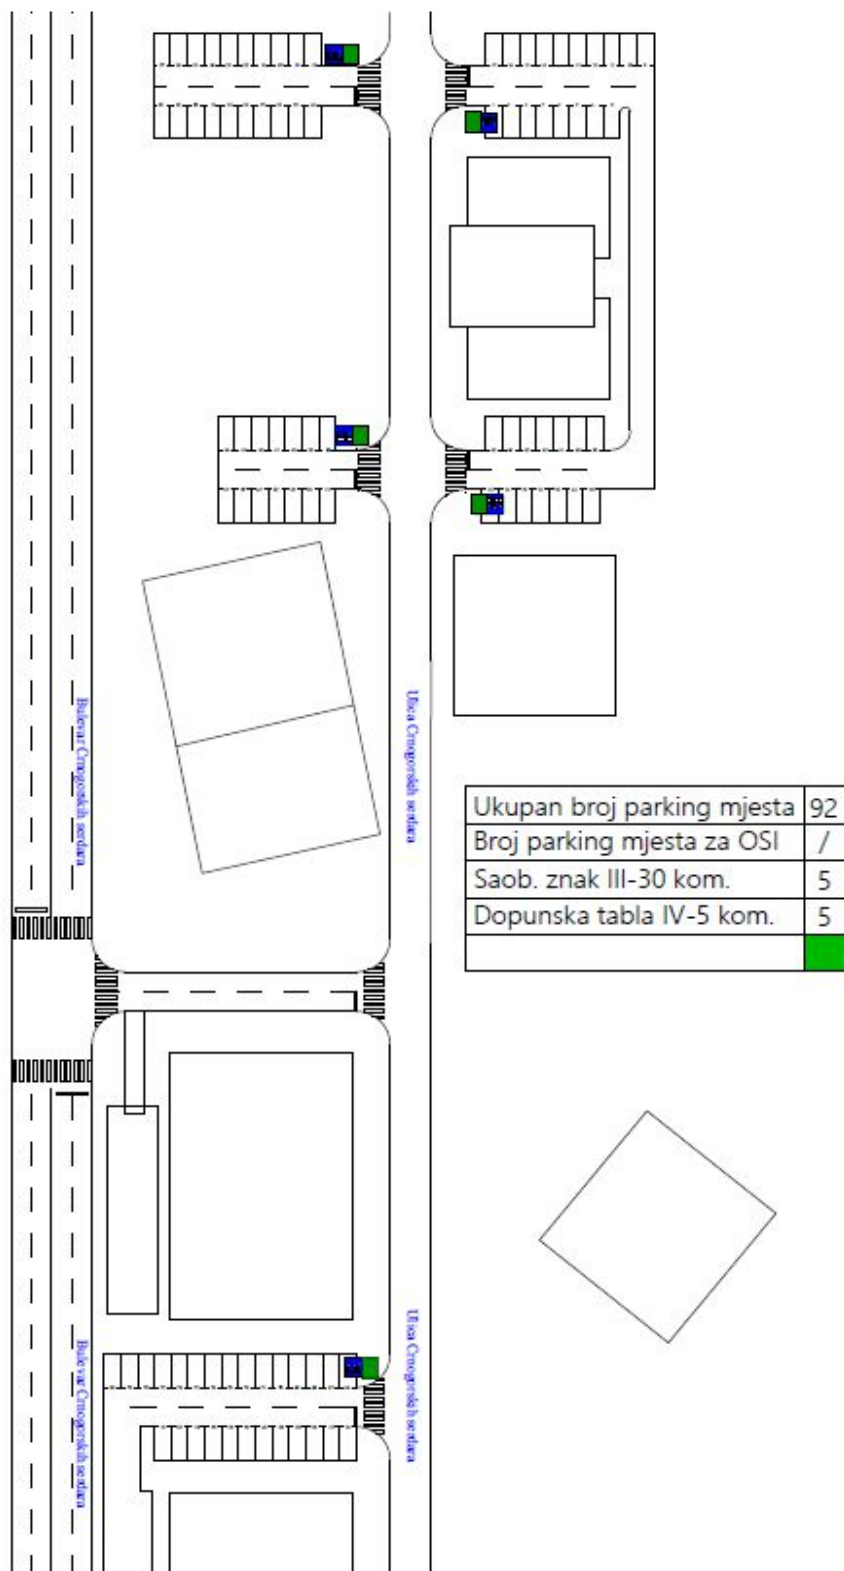 Bulevar Crnogorskih serdara
Ulica Crnogorskih serdara
Ukupan broj parking mjesta 92
Broj parking mjesta za OSI /
Saob. znak III-30 kom. 5
Dopunska tabla IV-5 kom. 5
Bulevar Crnogorskih serdara
Ulica Crnogorskih serdara